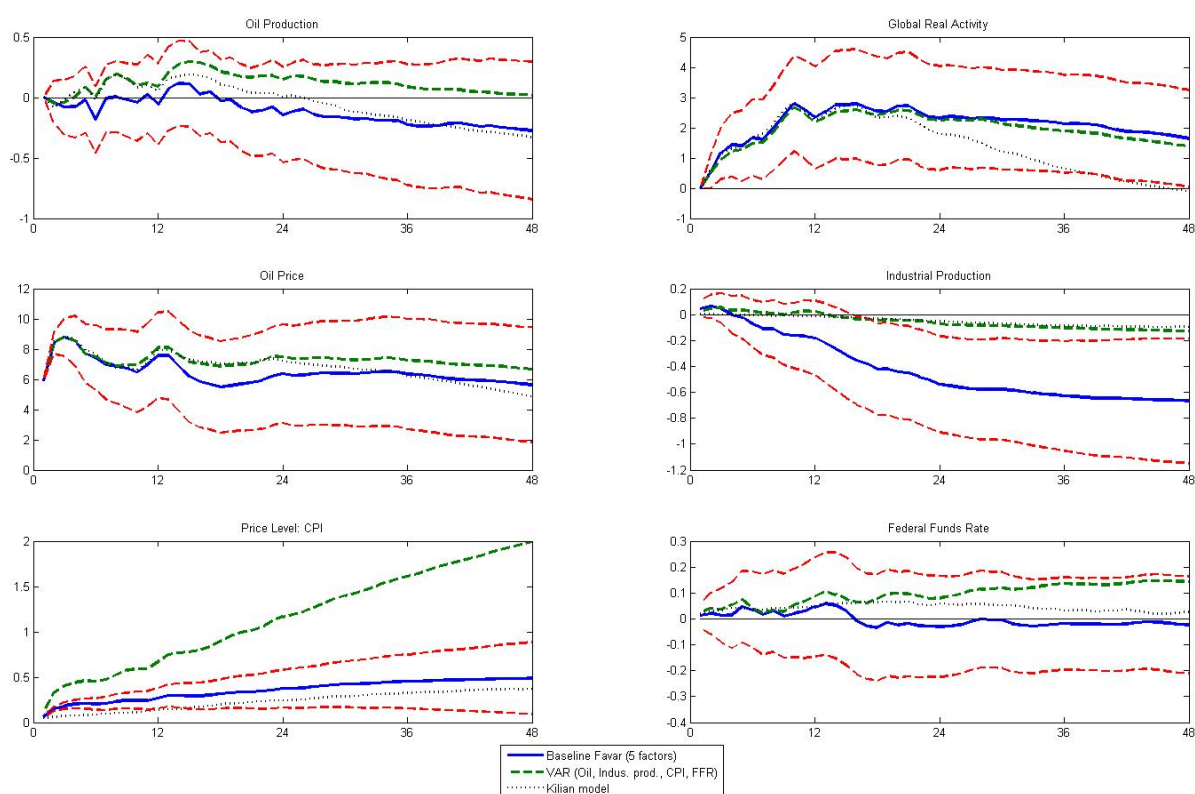 Oil Production
0.5
0
-0.5
-1
0 12 24 36 48
Global Real Activity
5
4
3
2
1
0
-1
0 12 24 36 48
Oil Price
12
10
8
6
4
2
0
0 12 24 36 48
Industrial Production
0.2
0
-0.2
-0.4
-0.6
-0.8
-1
-1.2
0 12 24 36 48
Price Level: CPI
2
1.5
1
0.5
0
0 12 24 36 48
Federal Funds Rate
0.3
0.2
0.1
0
-0.1
-0.2
-0.3
-0.4
0 12 24 36 48
Baseline Favar (5 factors)
VAR (Oil, Indus. prod., CPI, FFR)
Kilian model